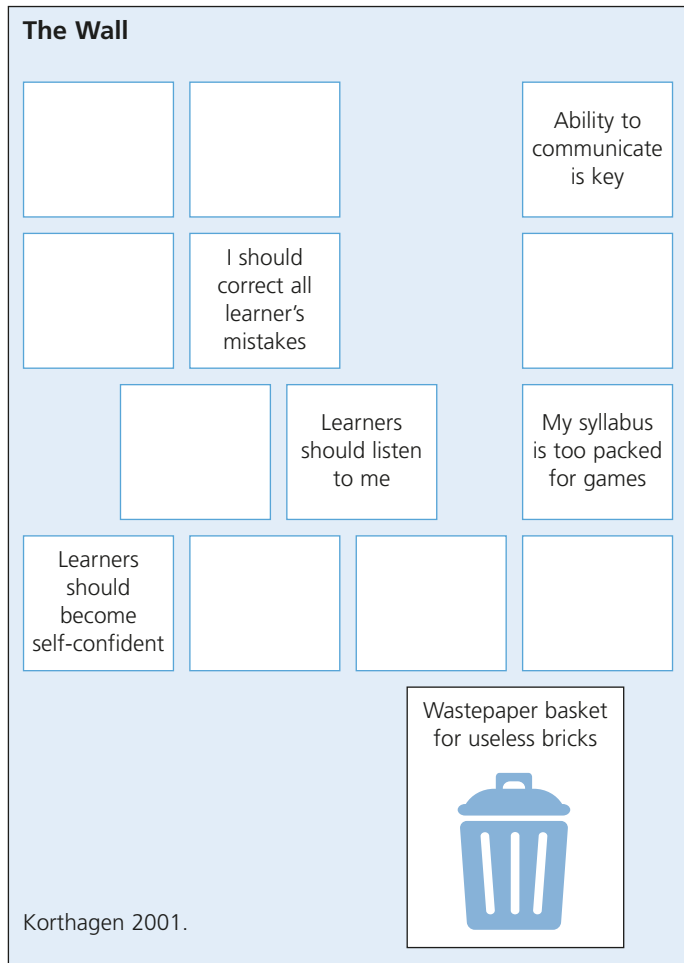 The Wall
Ability to
communicate
is key
I should
correct all
learner's
mistakes
Learners
should listen
to me
My syllabus
is too packed
for games
Learners
should
become
self-confident
Wastepaper basket
for useless bricks
Korthagen 2001.